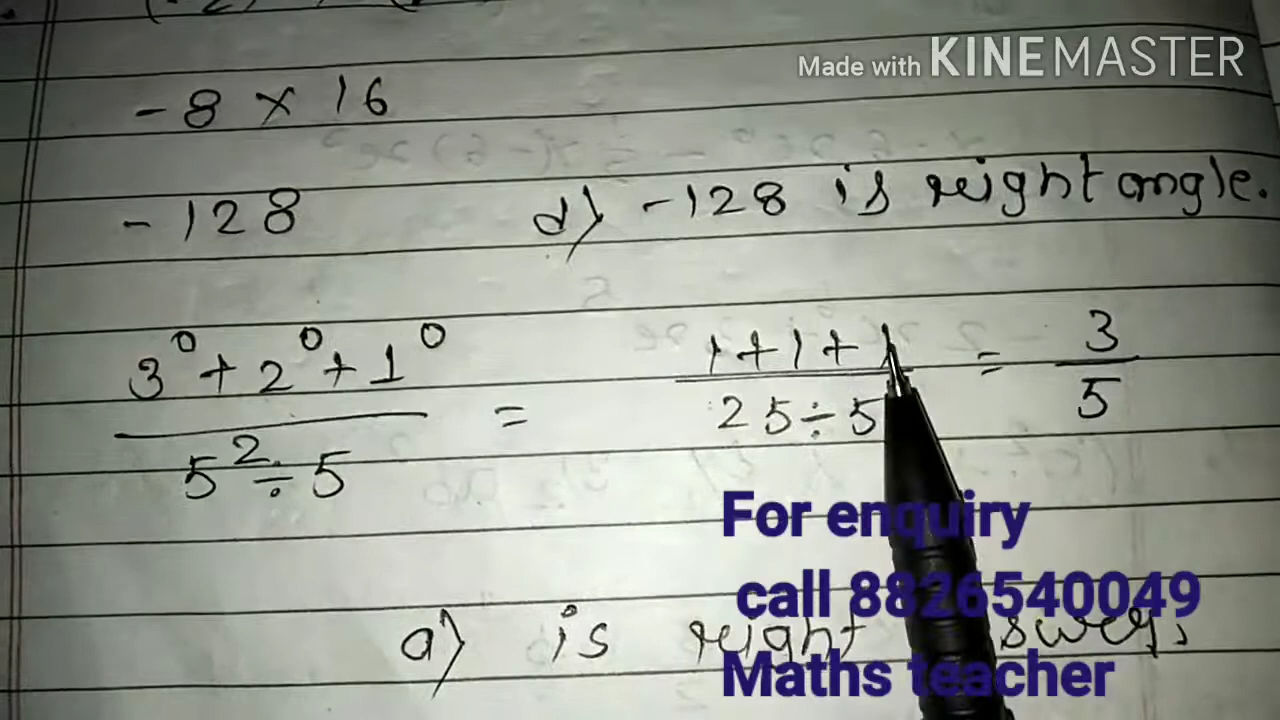 Made with KINEMASTER
-8 × 16
-128 d) -128 is right angle.
3⁰ + 2⁰ + 1⁰ / 5² ÷ 5 = 1+1+1 / 25÷5 = 3/5
For enquiry
call 8826540049
a) is right
Maths teacher